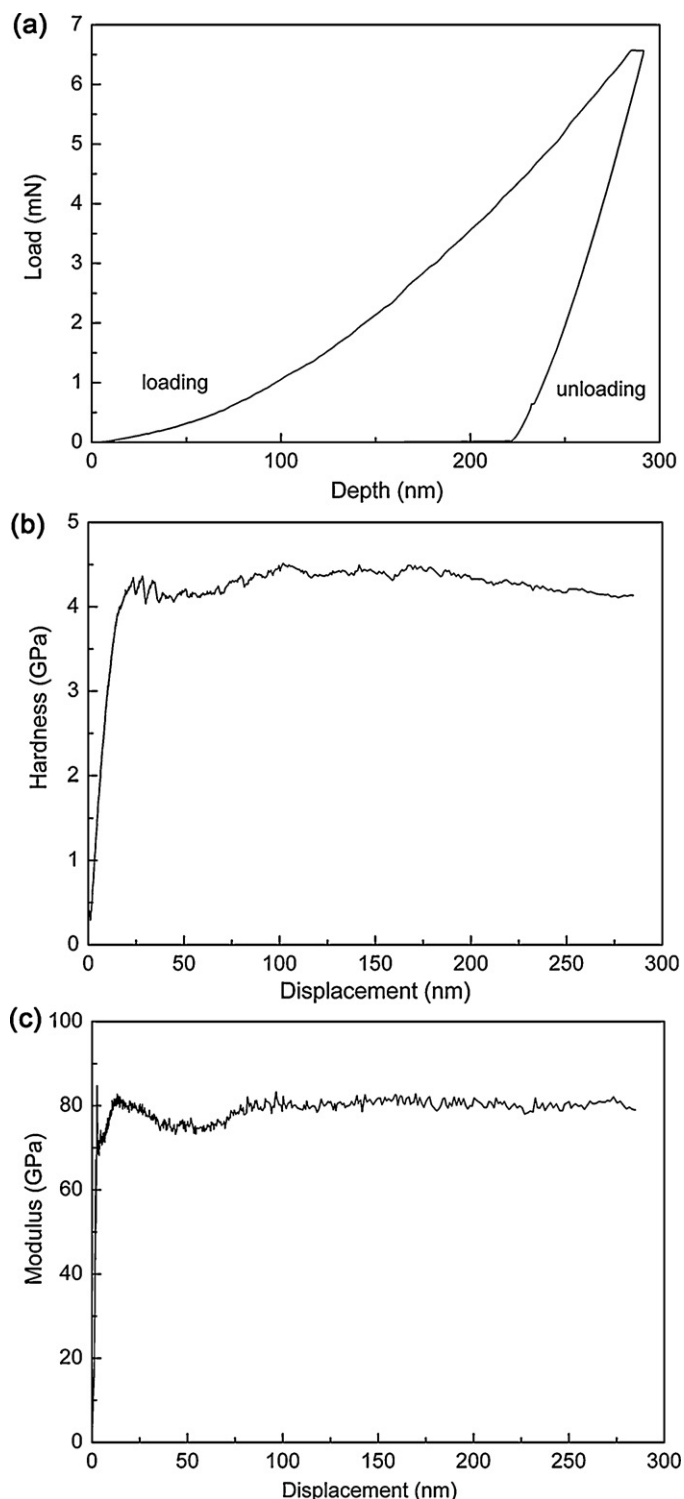 (a)
7
6
5
4
3
2
1
0
Load (mN)
loading
unloading
0 100 200 300
Depth (nm)
(b)
5
4
3
2
1
0
Hardness (GPa)
0 50 100 150 200 250 300
Displacement (nm)
(c)
100
80
60
40
20
0
Modulus (GPa)
0 50 100 150 200 250 300
Displacement (nm)